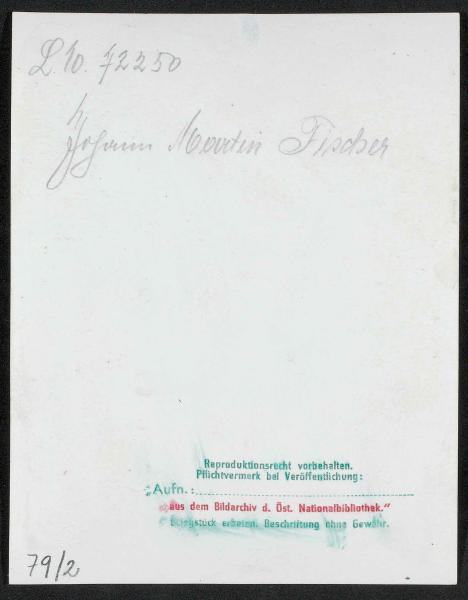 L 10. 72250
Johann Martin Fischer
Reproduktionsrecht vorbehalten.
Pflichtvermerk bei Veröffentlichung:
„Aufn.:
aus dem Bildarchiv d. Öst. Nationalbibliothek.“
Belegstück erbeten. Beschriftung ohne Gewähr.
79/2